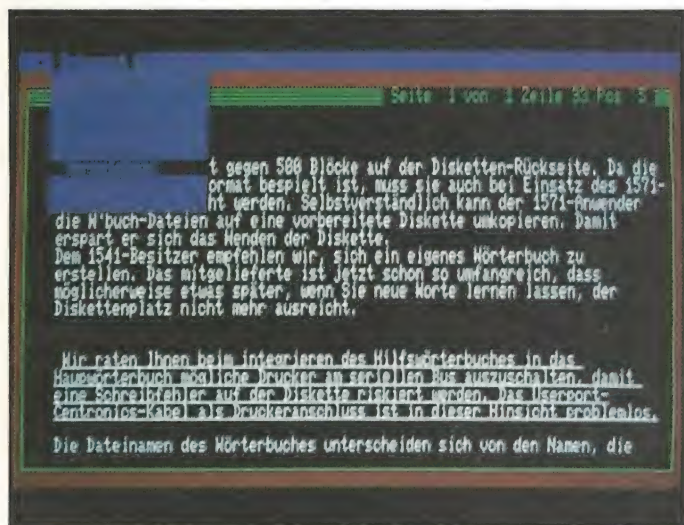 Seite 1 von 1 Zeile 53 Pos 5
t gegen 500 Blöcke auf der Disketten-Rückseite. Da die
ormat bespielt ist, muss sie auch bei Einsatz des 1571-
ht werden. Selbstverständlich kann der 1571-Anwender
die W'buch-Dateien auf eine vorbereitete Diskette umkopieren. Damit
erspart er sich das Wenden der Diskette.
Dem 1541-Besitzer empfehlen wir, sich ein eigenes Wörterbuch zu
erstellen. Das mitgelieferte ist jetzt schon so umfangreich, dass
möglicherweise etwas später, wenn Sie neue Worte lernen lassen, der
Diskettenplatz nicht mehr ausreicht.
Wir raten Ihnen beim integrieren des Hilfswörterbuches in das
Haupwörterbuch mögliche Drucker am seriellen Bus auszuschalten, damit
eine Schreibfehler auf der Diskette riskiert werden. Das Userport-
Centronics-Kabel als Druckeranschluss ist in dieser Hinsicht problemlos.
Die Dateinamen des Wörterbuches unterscheiden sich von den Namen, die